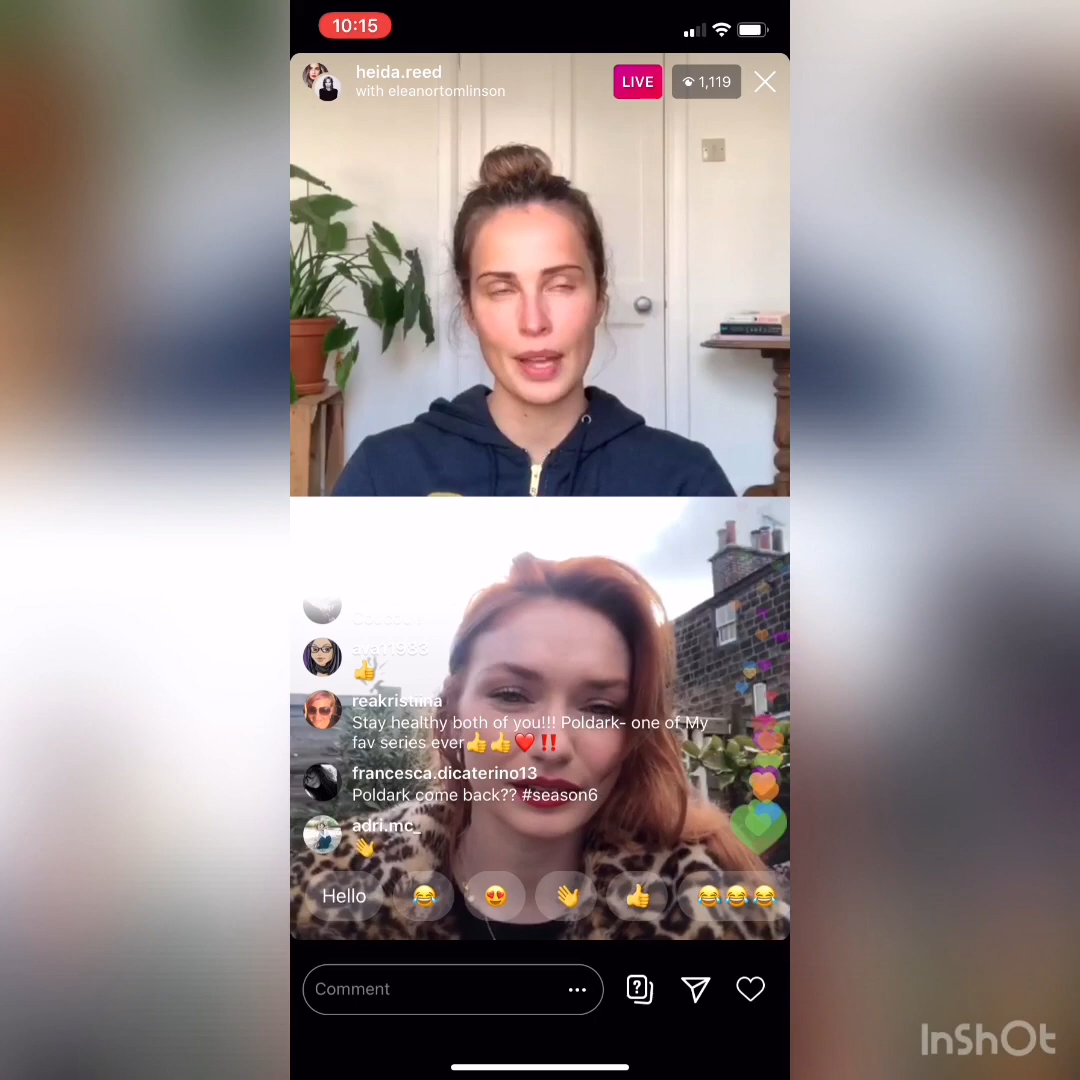 10:15
heida.reed
with eleanortomlinson
LIVE
1,119
ava11983
👍
reakristiina
Stay healthy both of you!!! Poldark- one of My
fav series ever👍👍❤️‼️
francesca.dicaterino13
Poldark come back?? #season6
adri.mc_
👋
Hello 😂 😍 👋 👍 😂😂😂
Comment
InShOt